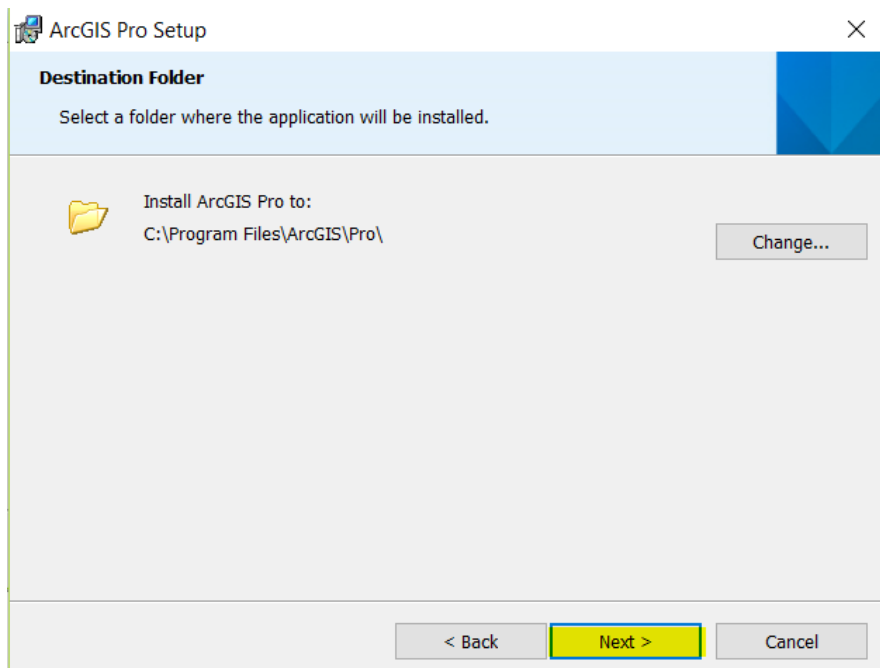 ArcGIS Pro Setup
Destination Folder
Select a folder where the application will be installed.
Install ArcGIS Pro to:
C:\Program Files\ArcGIS\Pro\
Change...
< Back
Next >
Cancel